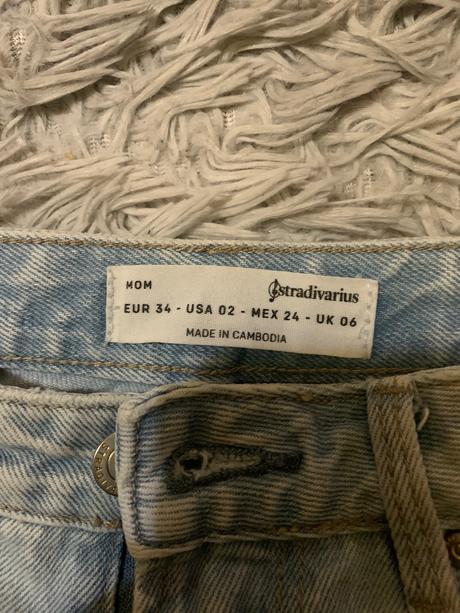 MOM
stradivarius
EUR 34 - USA 02 - MEX 24 - UK 06
MADE IN CAMBODIA